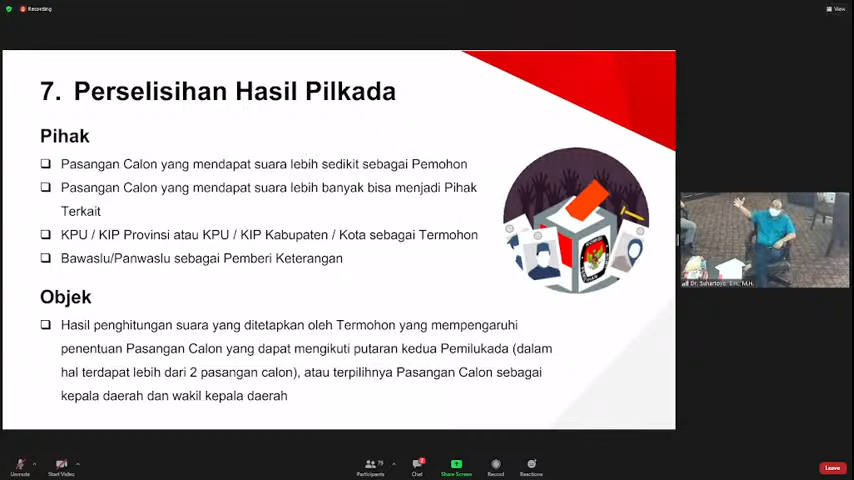 Recording
View
7. Perselisihan Hasil Pilkada
Pihak
Pasangan Calon yang mendapat suara lebih sedikit sebagai Pemohon
Pasangan Calon yang mendapat suara lebih banyak bisa menjadi Pihak
Terkait
KPU / KIP Provinsi atau KPU / KIP Kabupaten / Kota sebagai Termohon
Bawaslu/Panwaslu sebagai Pemberi Keterangan
Objek
Hasil penghitungan suara yang ditetapkan oleh Termohon yang mempengaruhi
penentuan Pasangan Calon yang dapat mengikuti putaran kedua Pemilukada (dalam
hal terdapat lebih dari 2 pasangan calon), atau terpilihnya Pasangan Calon sebagai
kepala daerah dan wakil kepala daerah
Dr. Suhartoyo, S.H., M.H.
Unmute
Start Video
Participants
79
Chat
Share Screen
Record
Reactions
Leave